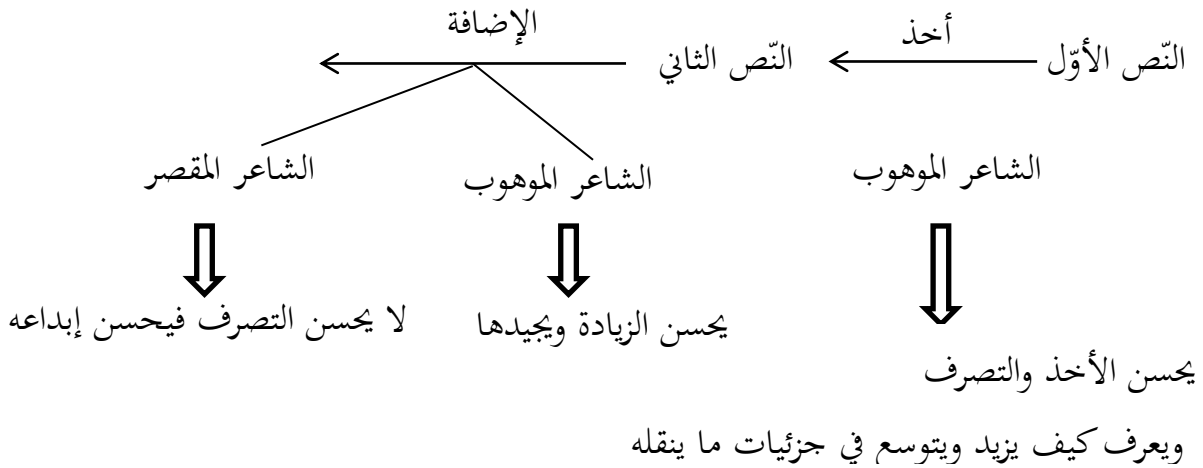 أخذ
الإضافة
النّص الأوّل
النّص الثاني
الشاعر الموهوب
الشاعر الموهوب
الشاعر المقصر
يحسن الزيادة ويجيدها
لا يحسن التصرف فيحسن إبداعه
يحسن الأخذ والتصرف
ويعرف كيف يزيد ويتوسع في جزئيات ما ينقله